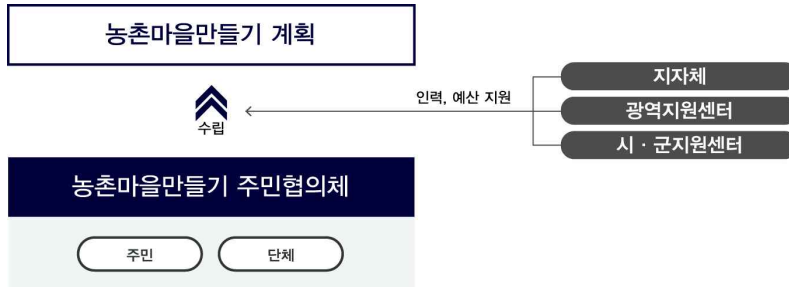 농촌마을만들기 계획
인력, 예산 지원
지자체
광역지원센터
시 · 군지원센터
수립
농촌마을만들기 주민협의체
주민
단체